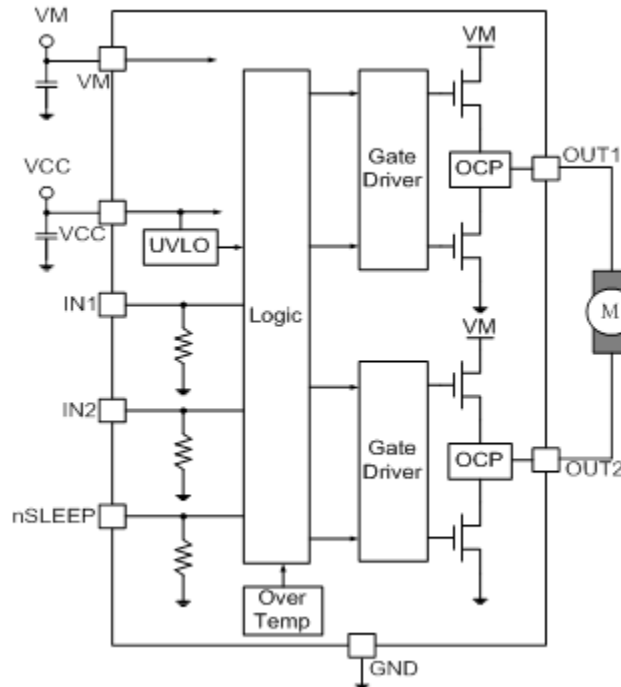 VM
VM
VM
OUT1
Gate
Driver
OCP
VCC
VCC
UVLO
IN1
Logic
M
VM
IN2
Gate
Driver
OCP
OUT2
nSLEEP
Over
Temp
GND